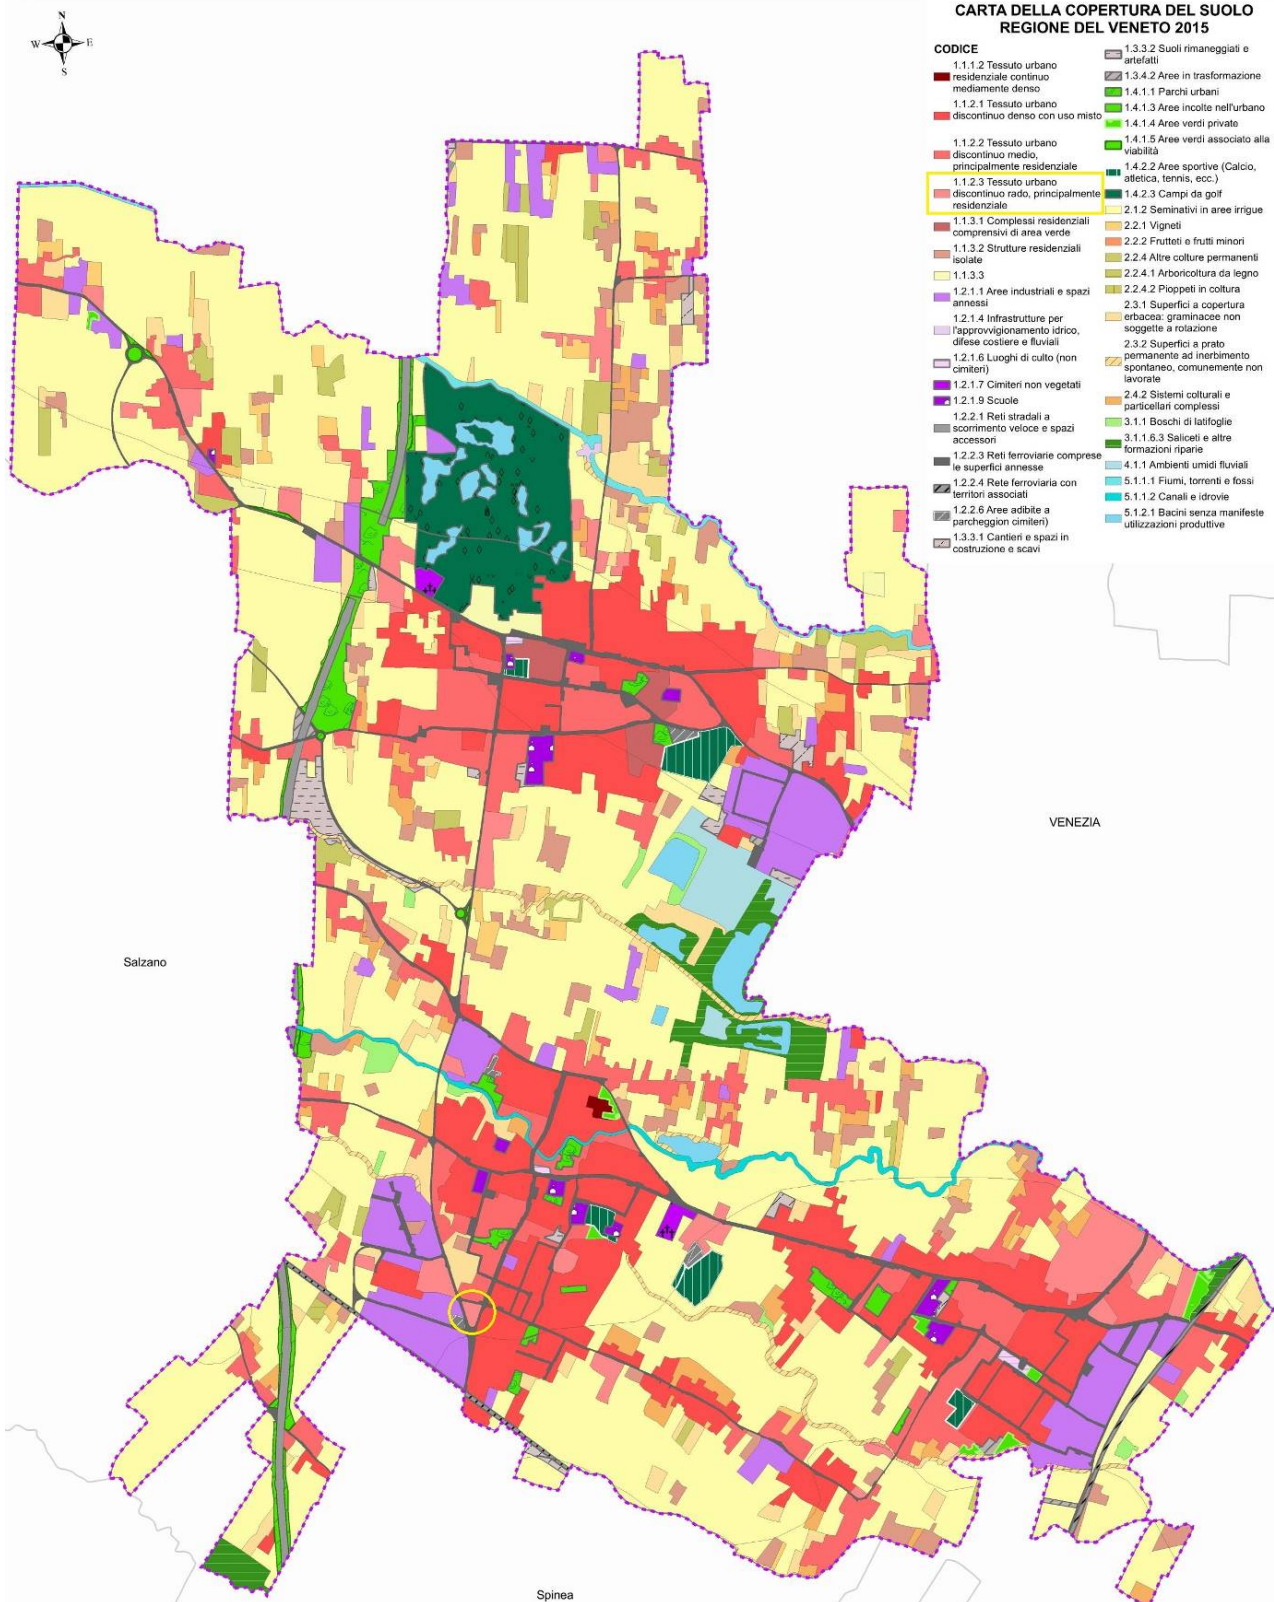 CARTA DELLA COPERTURA DEL SUOLO
REGIONE DEL VENETO 2015
N
W E
S
CODICE
1.1.1.2 Tessuto urbano
residenziale continuo
mediamente denso
1.1.2.1 Tessuto urbano
discontinuo denso con uso misto
1.1.2.2 Tessuto urbano
discontinuo medio,
principalmente residenziale
1.1.2.3 Tessuto urbano
discontinuo rado, principalmente
residenziale
1.1.3.1 Complessi residenziali
comprensivi di area verde
1.1.3.2 Strutture residenziali
isolate
1.1.3.3
1.2.1.1 Aree industriali e spazi
annessi
1.2.1.4 Infrastrutture per
l'approvvigionamento idrico,
difese costiere e fluviali
1.2.1.6 Luoghi di culto (non
cimiteri)
1.2.1.7 Cimiteri non vegetati
1.2.1.9 Scuole
1.2.2.1 Reti stradali a
scorrimento veloce e spazi
accessori
1.2.2.3 Reti ferroviarie comprese
le superfici annesse
1.2.2.4 Rete ferroviaria con
territori associati
1.2.2.6 Aree adibite a
parcheggion cimiteri)
1.3.3.1 Cantieri e spazi in
costruzione e scavi
1.3.3.2 Suoli rimaneggiati e
artefatti
1.3.4.2 Aree in trasformazione
1.4.1.1 Parchi urbani
1.4.1.3 Aree incolte nell'urbano
1.4.1.4 Aree verdi private
1.4.1.5 Aree verdi associato alla
viabilità
1.4.2.2 Aree sportive (Calcio,
atletica, tennis, ecc.)
1.4.2.3 Campi da golf
2.1.2 Seminativi in aree irrigue
2.2.1 Vigneti
2.2.2 Frutteti e frutti minori
2.2.4 Altre colture permanenti
2.2.4.1 Arboricoltura da legno
2.2.4.2 Pioppeti in coltura
2.3.1 Superfici a copertura
erbacea: graminacee non
soggette a rotazione
2.3.2 Superfici a prato
permanente ad inerbimento
spontaneo, comunemente non
lavorate
2.4.2 Sistemi colturali e
particellari complessi
3.1.1 Boschi di latifoglie
3.1.1.6.3 Saliceti e altre
formazioni riparie
4.1.1 Ambienti umidi fluviali
5.1.1.1 Fiumi, torrenti e fossi
5.1.1.2 Canali e idrovie
5.1.2.1 Bacini senza manifeste
utilizzazioni produttive
VENEZIA
Salzano
Spinea